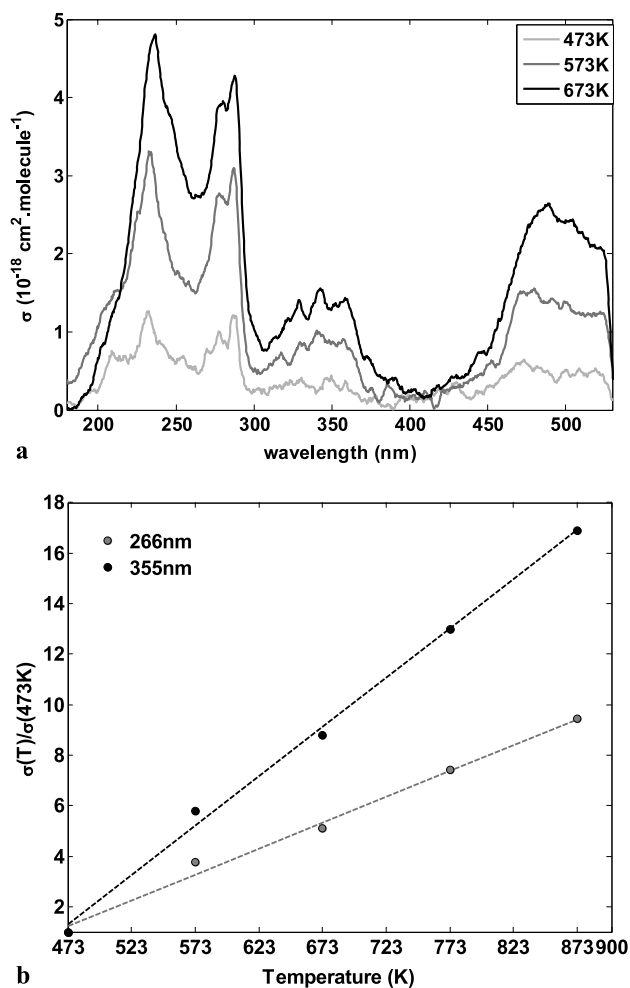 5
4
3
2
1
0
σ (10⁻¹⁸ cm².molecule⁻¹)
473K
573K
673K
200 250 300 350 400 450 500
wavelength (nm)
a
18
16
14
12
10
8
6
4
2
σ(T)/σ(473K)
266nm
355nm
473 523 573 623 673 723 773 823 873 900
Temperature (K)
b